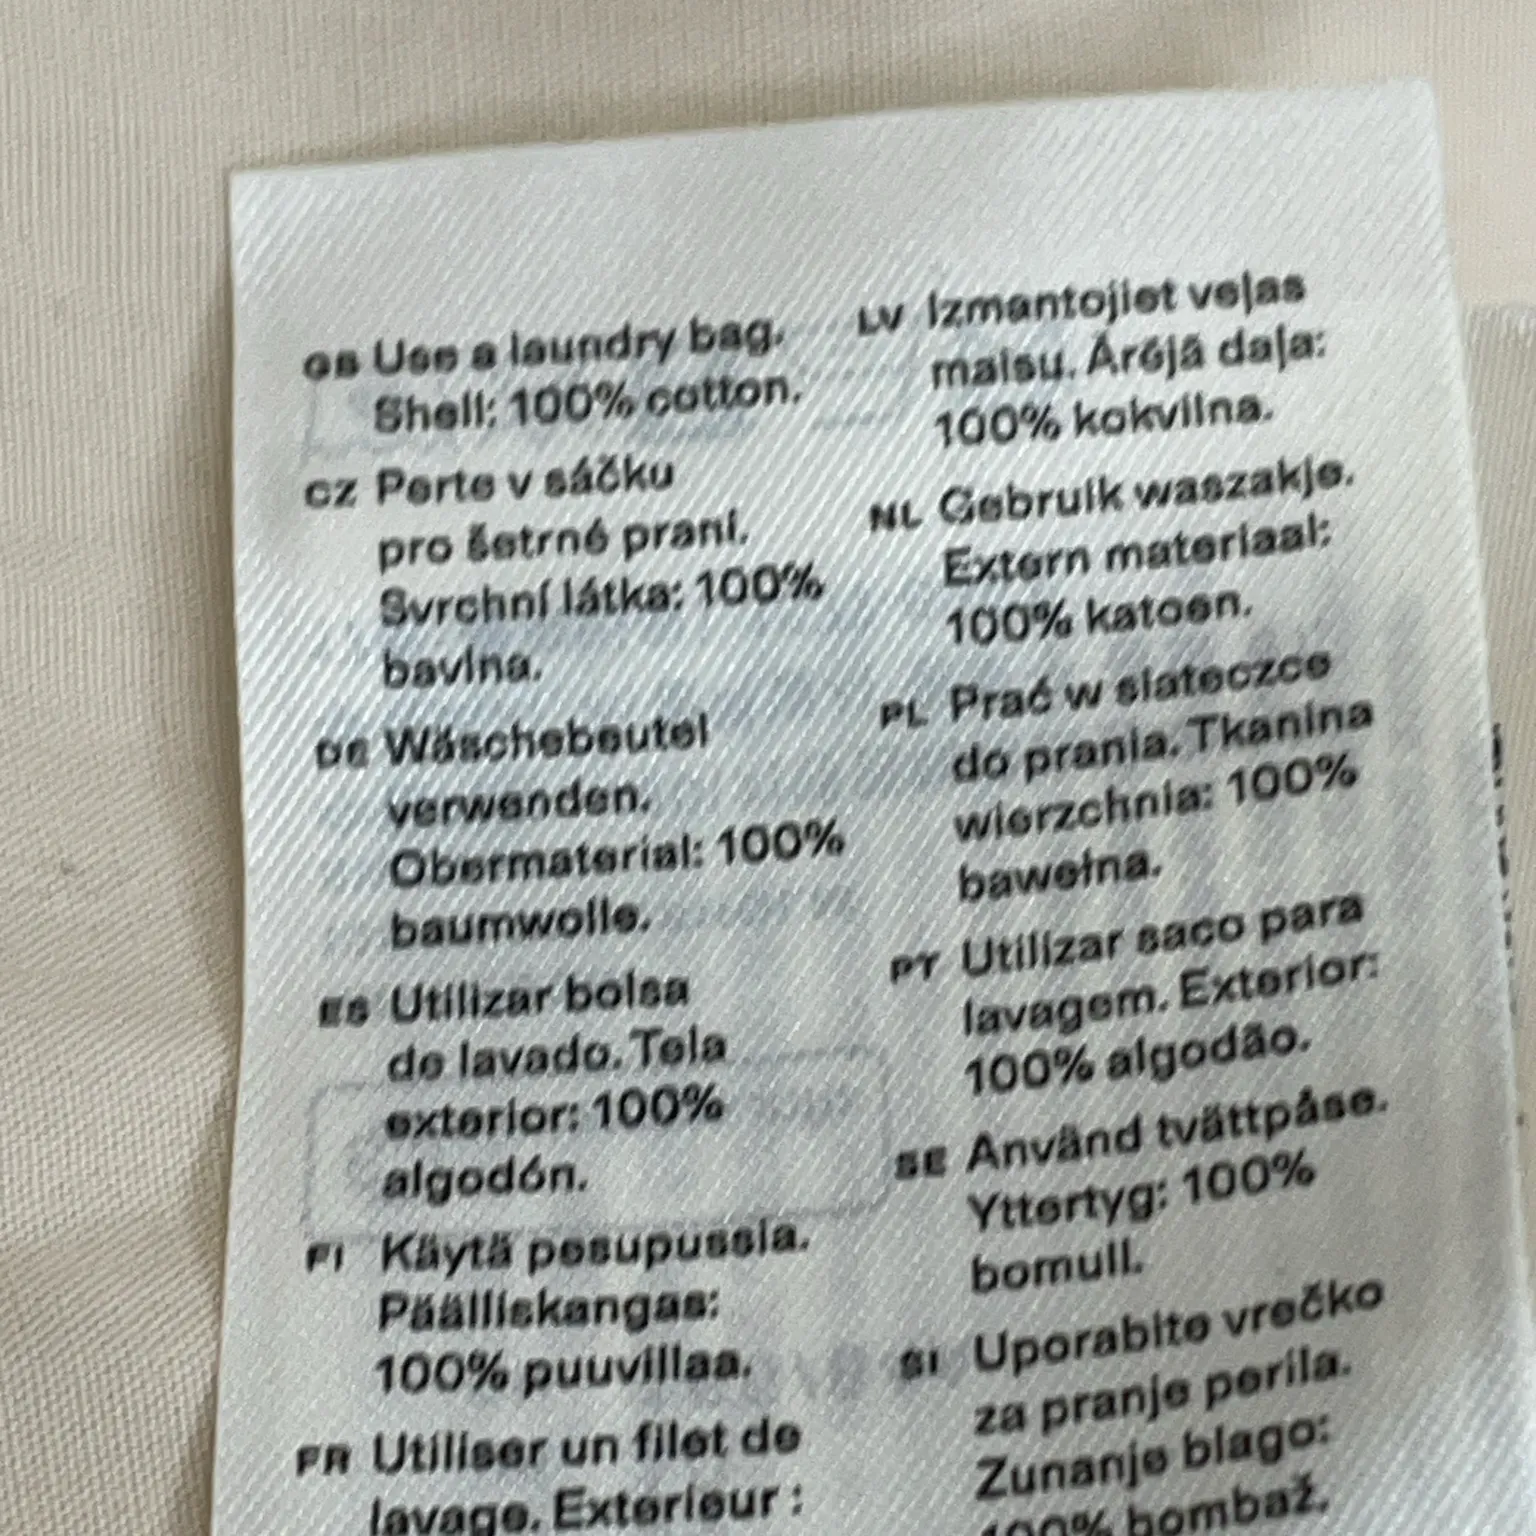 GB Use a laundry bag.
Shell: 100% cotton.
CZ Perte v sáčku
pro šetrné praní.
Svrchní látka: 100%
bavlna.
DE Wäschebeutel
verwenden.
Obermaterial: 100%
baumwolle.
ES Utilizar bolsa
de lavado. Tela
exterior: 100%
algodón.
FI Käytä pesupussia.
Päälliskangas:
100% puuvillaa.
FR Utiliser un filet de
lavage. Exterieur :
LV Izmantojiet veļas
maisu. Ārējā daļa:
100% kokvilna.
NL Gebruik waszakje.
Extern materiaal:
100% katoen.
PL Prać w siateczce
do prania. Tkanina
wierzchnia: 100%
bawełna.
PT Utilizar saco para
lavagem. Exterior:
100% algodão.
SE Använd tvättpåse.
Yttertyg: 100%
bomull.
SI Uporabite vrečko
za pranje perila.
Zunanje blago:
100% bombaž.